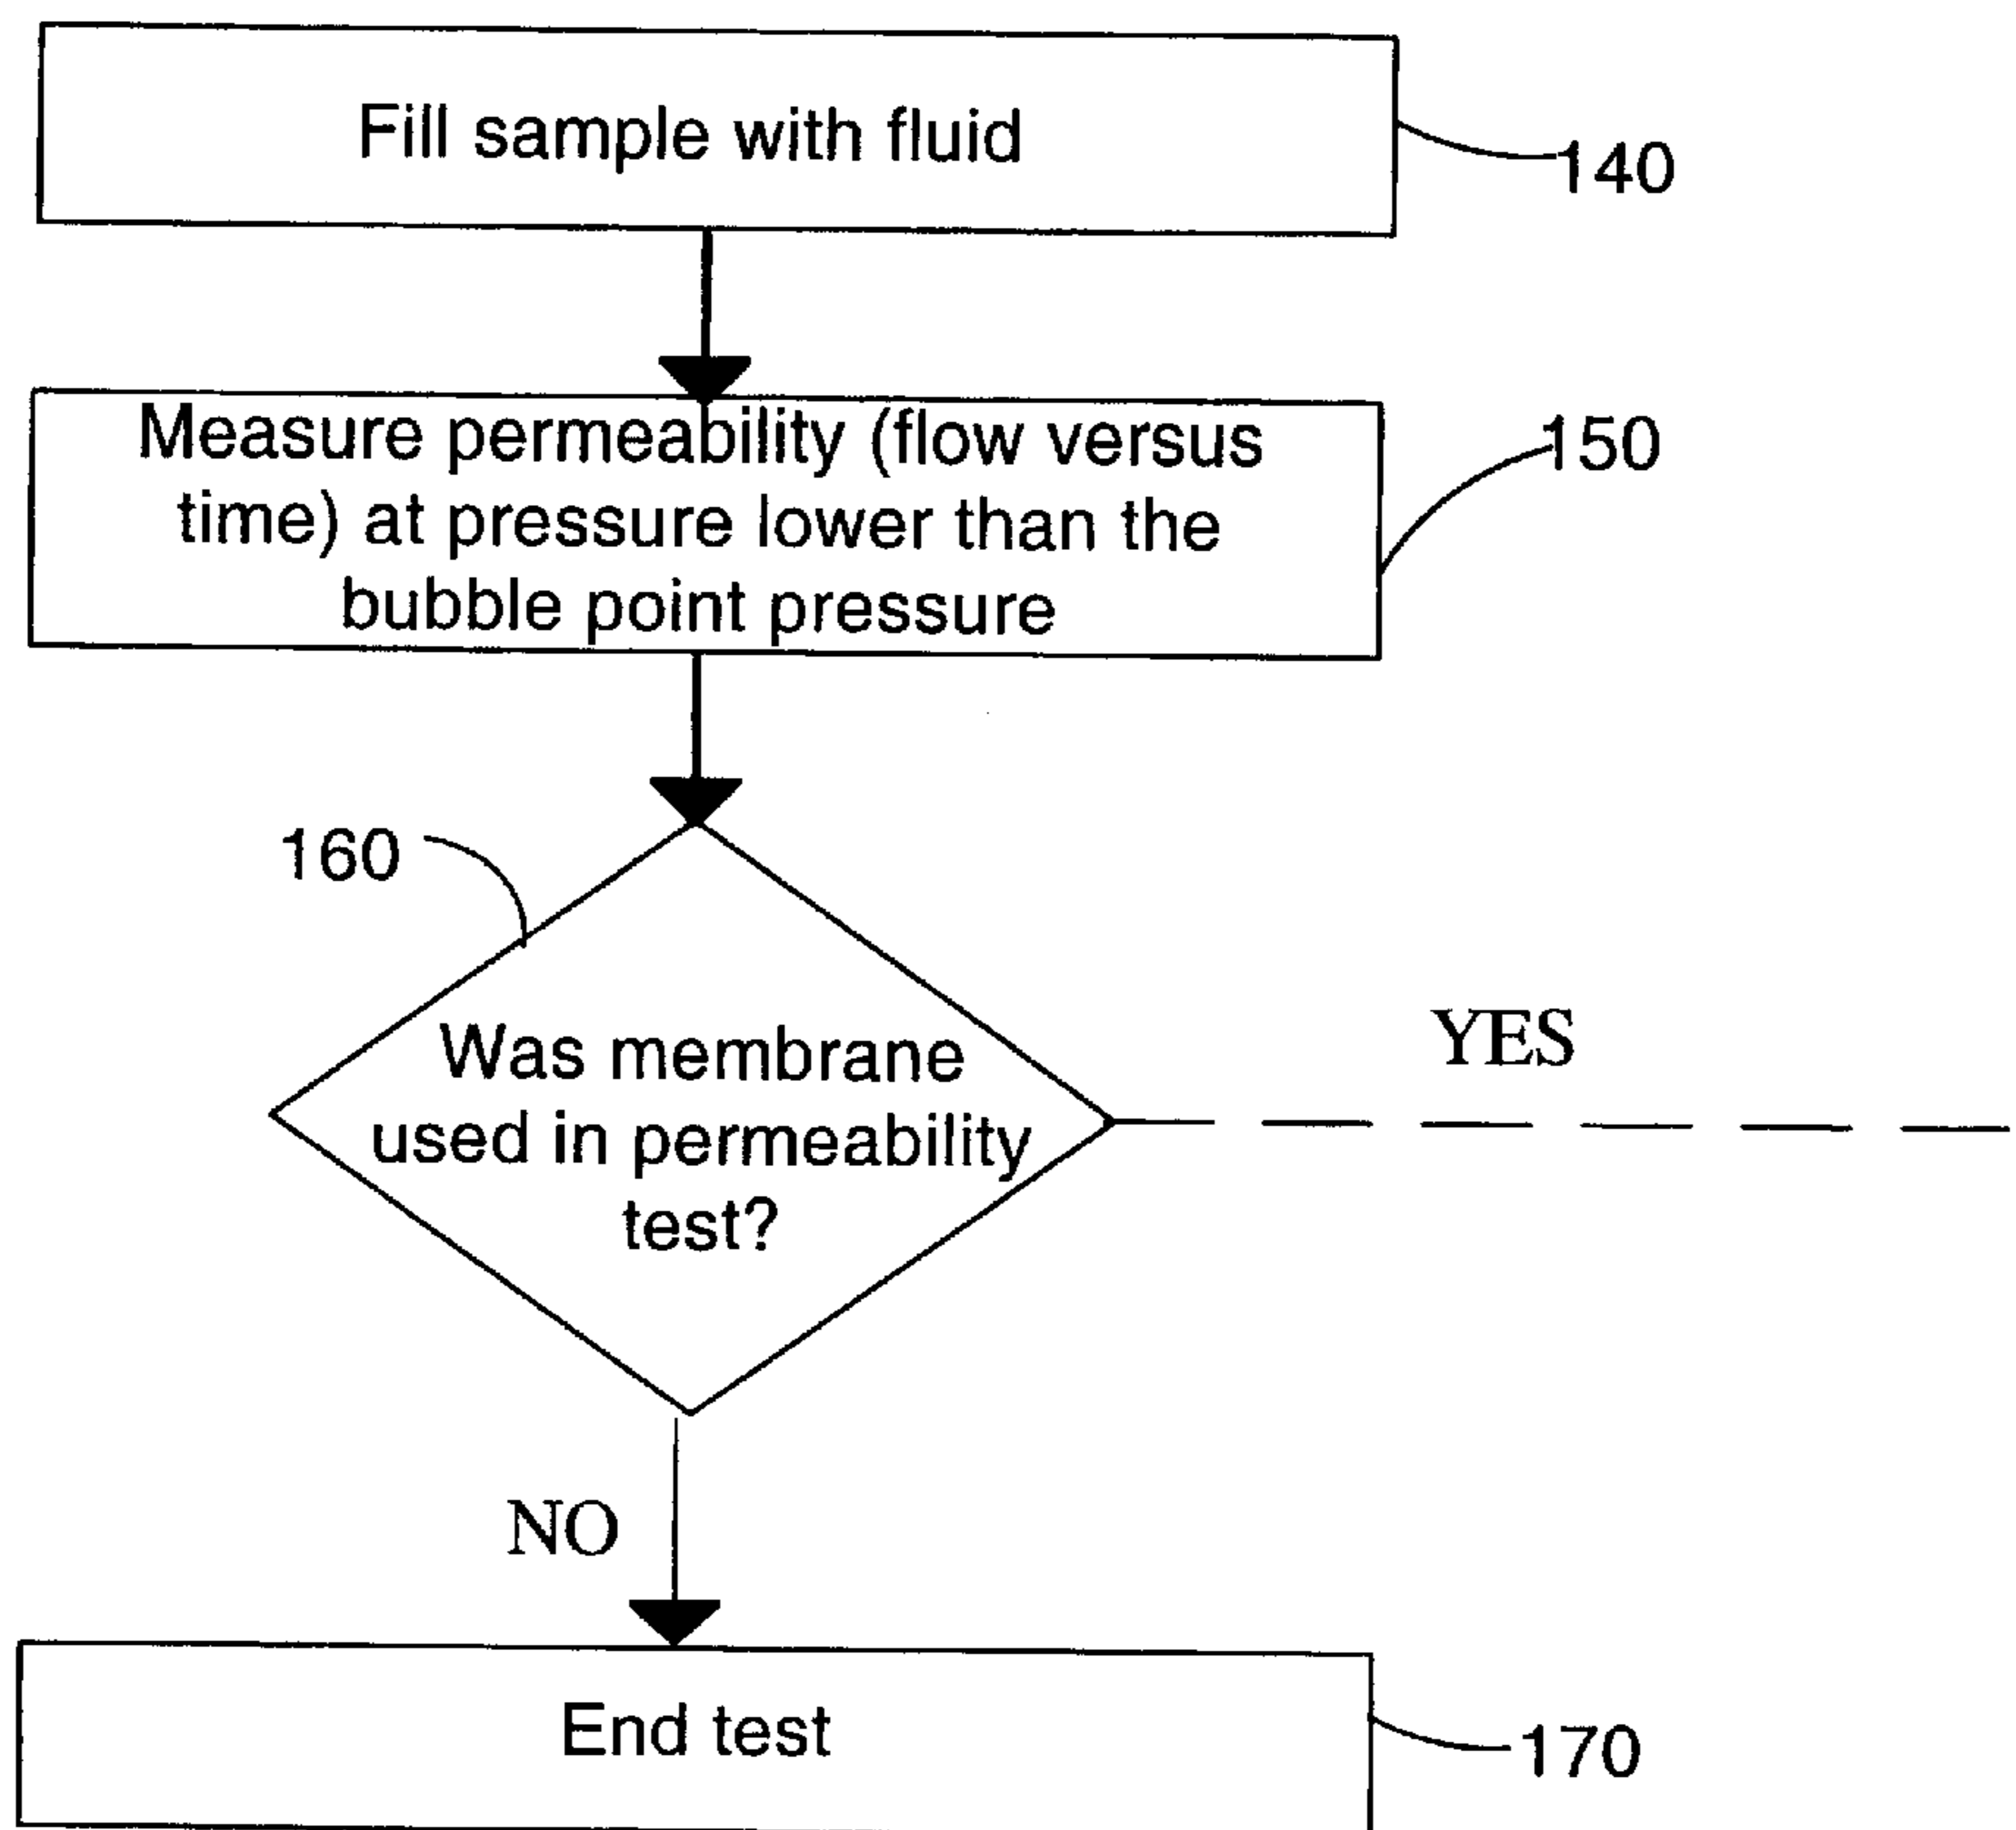 Fill sample with fluid
140
Measure permeability (flow versus
time) at pressure lower than the
bubble point pressure
150
160
Was membrane
used in permeability
test?
YES
NO
End test
170